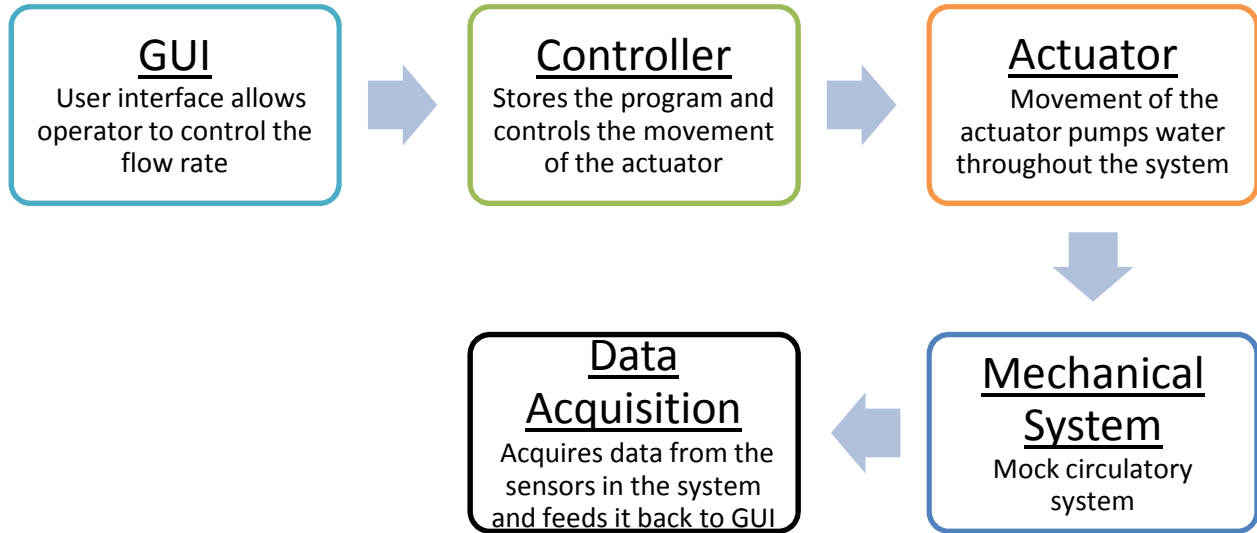 GUI
User interface allows
operator to control the
flow rate
Controller
Stores the program and
controls the movement
of the actuator
Actuator
Movement of the
actuator pumps water
throughout the system
Mechanical
System
Mock circulatory
system
Data
Acquisition
Acquires data from the
sensors in the system
and feeds it back to GUI